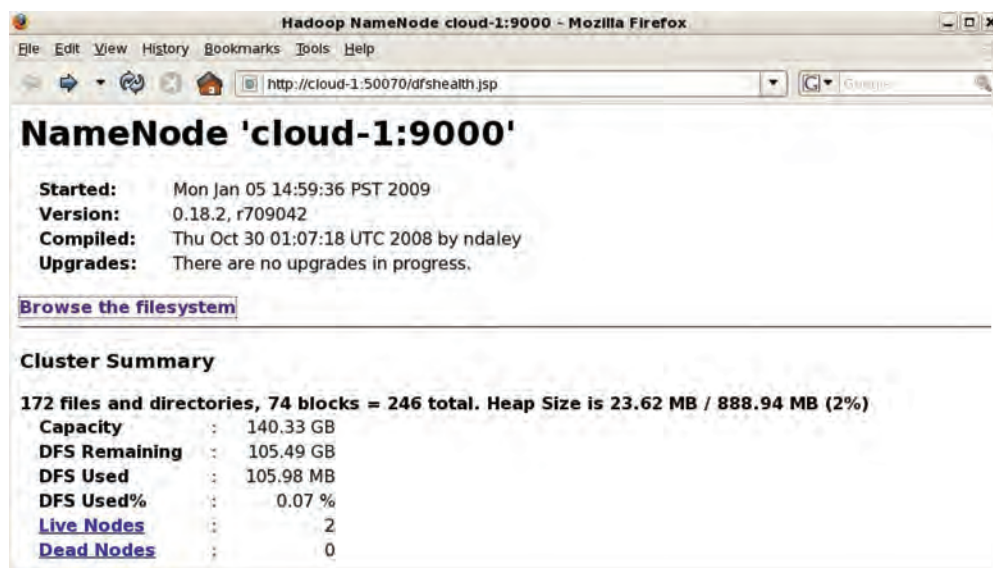 Hadoop NameNode cloud-1:9000 - Mozilla Firefox
File Edit View History Bookmarks Tools Help
http://cloud-1:50070/dfshealth.jsp G
NameNode 'cloud-1:9000'
Started: Mon Jan 05 14:59:36 PST 2009
Version: 0.18.2, r709042
Compiled: Thu Oct 30 01:07:18 UTC 2008 by ndaley
Upgrades: There are no upgrades in progress.
Browse the filesystem
Cluster Summary
172 files and directories, 74 blocks = 246 total. Heap Size is 23.62 MB / 888.94 MB (2%)
Capacity : 140.33 GB
DFS Remaining : 105.49 GB
DFS Used : 105.98 MB
DFS Used% : 0.07 %
Live Nodes : 2
Dead Nodes : 0